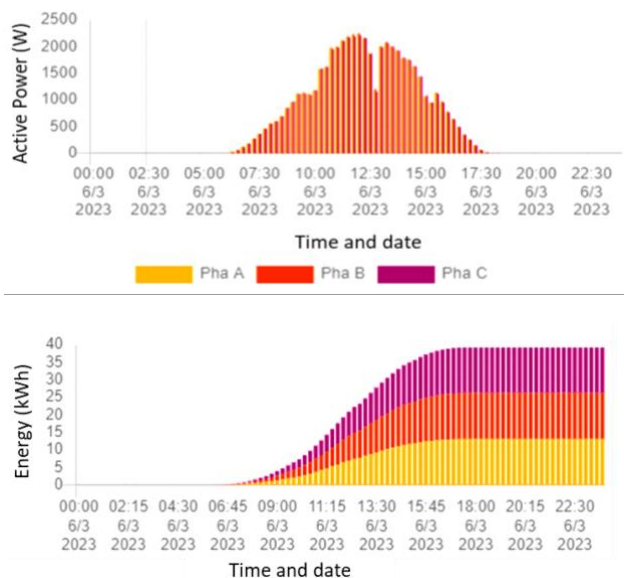 2500
2000
1500
1000
500
0
Active Power (W)
00:00 02:30 05:00 07:30 10:00 12:30 15:00 17:30 20:00 22:30
6/3 6/3 6/3 6/3 6/3 6/3 6/3 6/3 6/3 6/3
2023 2023 2023 2023 2023 2023 2023 2023 2023 2023
Time and date
Pha A Pha B Pha C
40
35
30
25
20
15
10
5
0
Energy (kWh)
00:00 02:15 04:30 06:45 09:00 11:15 13:30 15:45 18:00 20:15 22:30
6/3 6/3 6/3 6/3 6/3 6/3 6/3 6/3 6/3 6/3 6/3
2023 2023 2023 2023 2023 2023 2023 2023 2023 2023 2023
Time and date